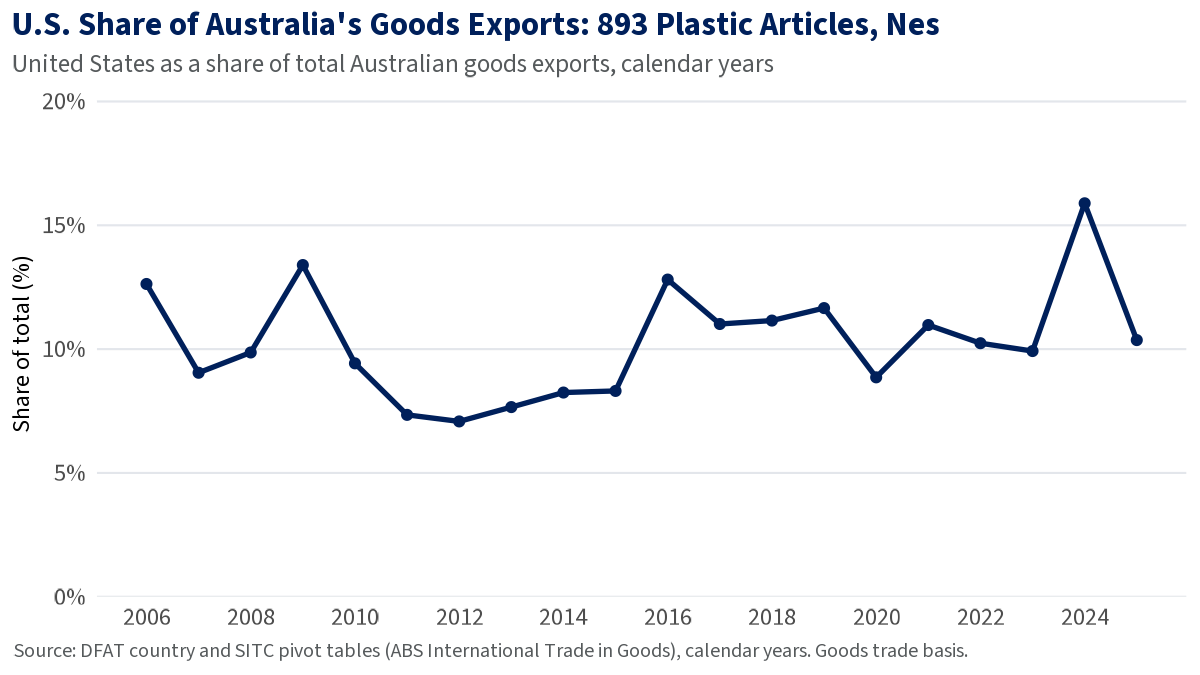 U.S. Share of Australia's Goods Exports: 893 Plastic Articles, Nes
United States as a share of total Australian goods exports, calendar years
20%
15%
10%
5%
0%
Share of total (%)
2006 2008 2010 2012 2014 2016 2018 2020 2022 2024
Source: DFAT country and SITC pivot tables (ABS International Trade in Goods), calendar years. Goods trade basis.